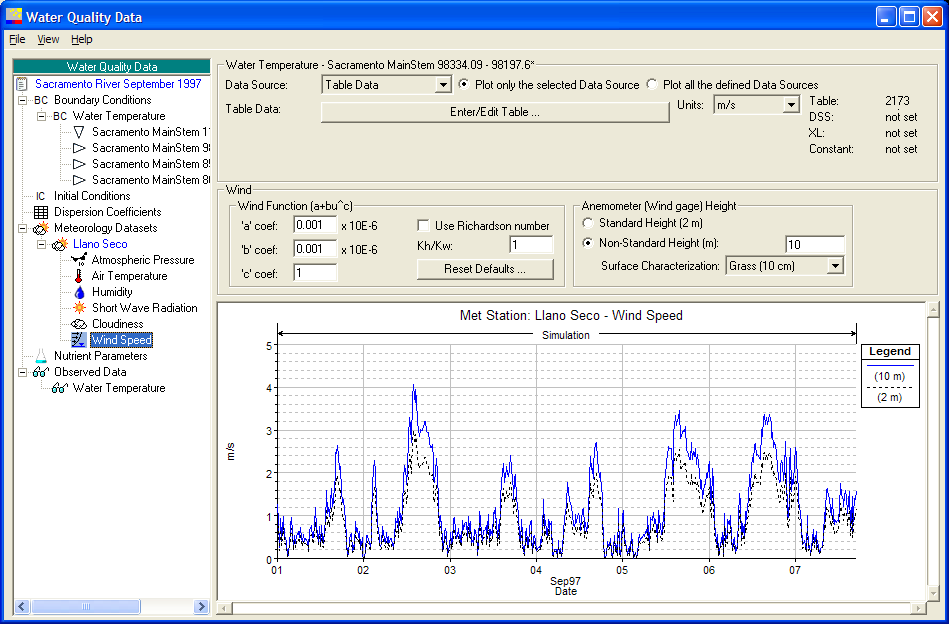 Water Quality Data
File View Help
Water Quality Data
Sacramento River September 1997
BC Boundary Conditions
BC Water Temperature
Sacramento MainStem 1
Sacramento MainStem 9
Sacramento MainStem 8
Sacramento MainStem 8
IC Initial Conditions
Dispersion Coefficients
Meteorology Datasets
Llano Seco
Atmospheric Pressure
Air Temperature
Humidity
Short Wave Radiation
Cloudiness
Wind Speed
Nutrient Parameters
Observed Data
Water Temperature
Water Temperature - Sacramento MainStem 98334.09 - 98197.6*
Data Source: Table Data Plot only the selected Data Source Plot all the defined Data Sources
Table Data: Enter/Edit Table ... Units: m/s
Table: 2173
DSS: not set
XL: not set
Constant: not set
Wind
Wind Function (a+bu^c)
'a' coef: 0.001 x 10E-6 Use Richardson number
'b' coef: 0.001 x 10E-6 Kh/Kw: 1
'c' coef: 1 Reset Defaults ...
Anemometer (Wind gage) Height
Standard Height (2 m)
Non-Standard Height (m): 10
Surface Characterization: Grass (10 cm)
Met Station: Llano Seco - Wind Speed
Simulation
5
4
3
2
1
0
m/s
01 02 03 04 05 06 07
Sep97
Date
Legend
(10 m)
(2 m)